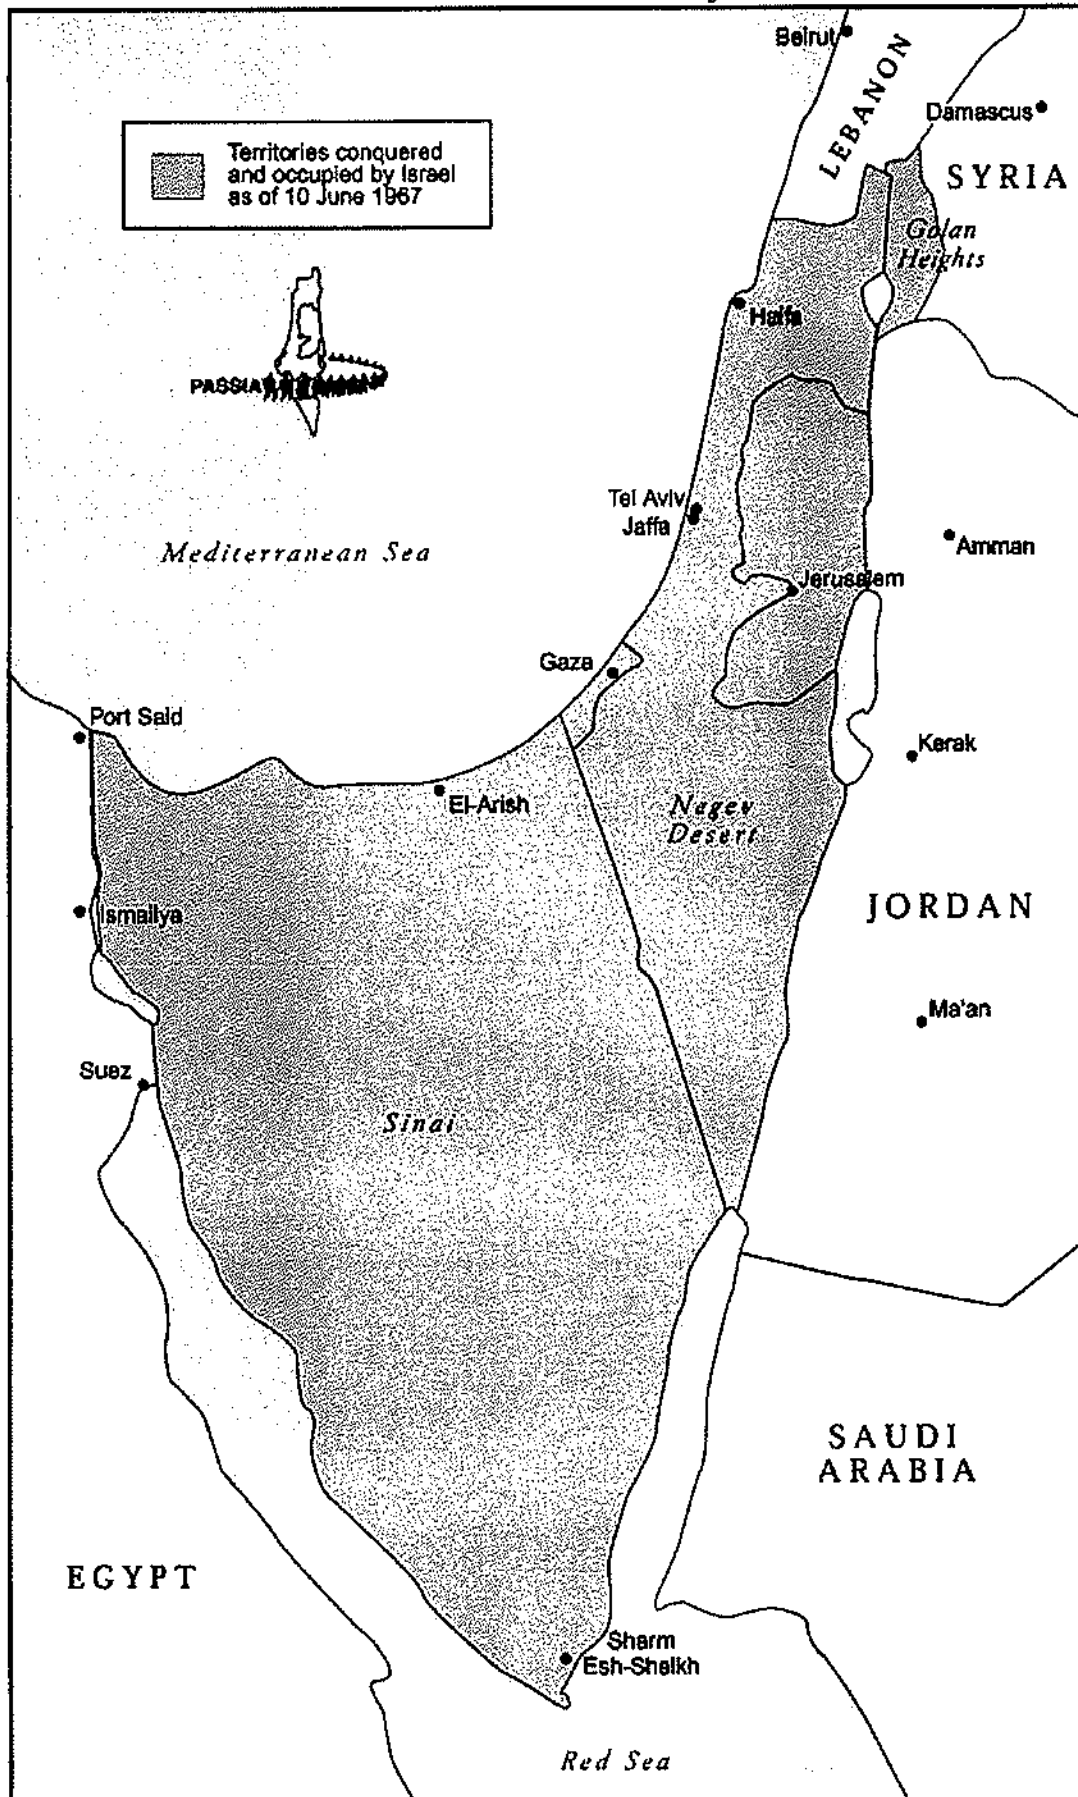 Beirut
LEBANON
Damascus
SYRIA
Territories conquered
and occupied by Israel
as of 10 June 1967
Golan
Heights
Haifa
PASSIA
Tel Aviv
Jaffa
Mediterranean Sea
Amman
Jerusalem
Gaza
Port Said
Kerak
El-Arish
Negev
Desert
JORDAN
Ismailya
Ma'an
Suez
Sinai
SAUDI
ARABIA
EGYPT
Sharm
Esh-Sheikh
Red Sea